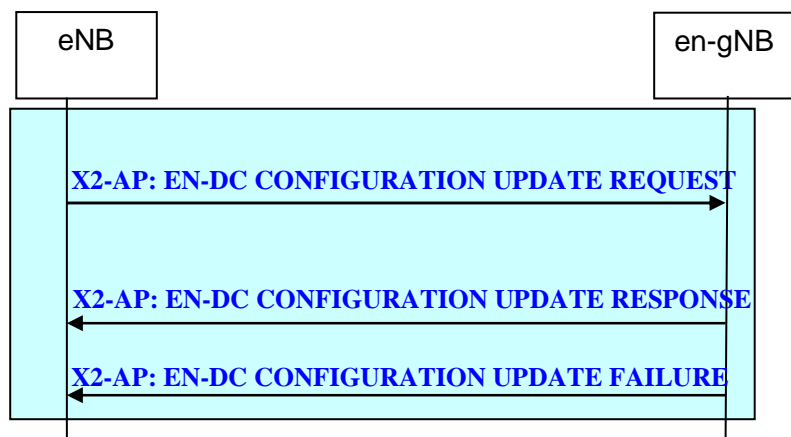 eNB
en-gNB
X2-AP: EN-DC CONFIGURATION UPDATE REQUEST
X2-AP: EN-DC CONFIGURATION UPDATE RESPONSE
X2-AP: EN-DC CONFIGURATION UPDATE FAILURE